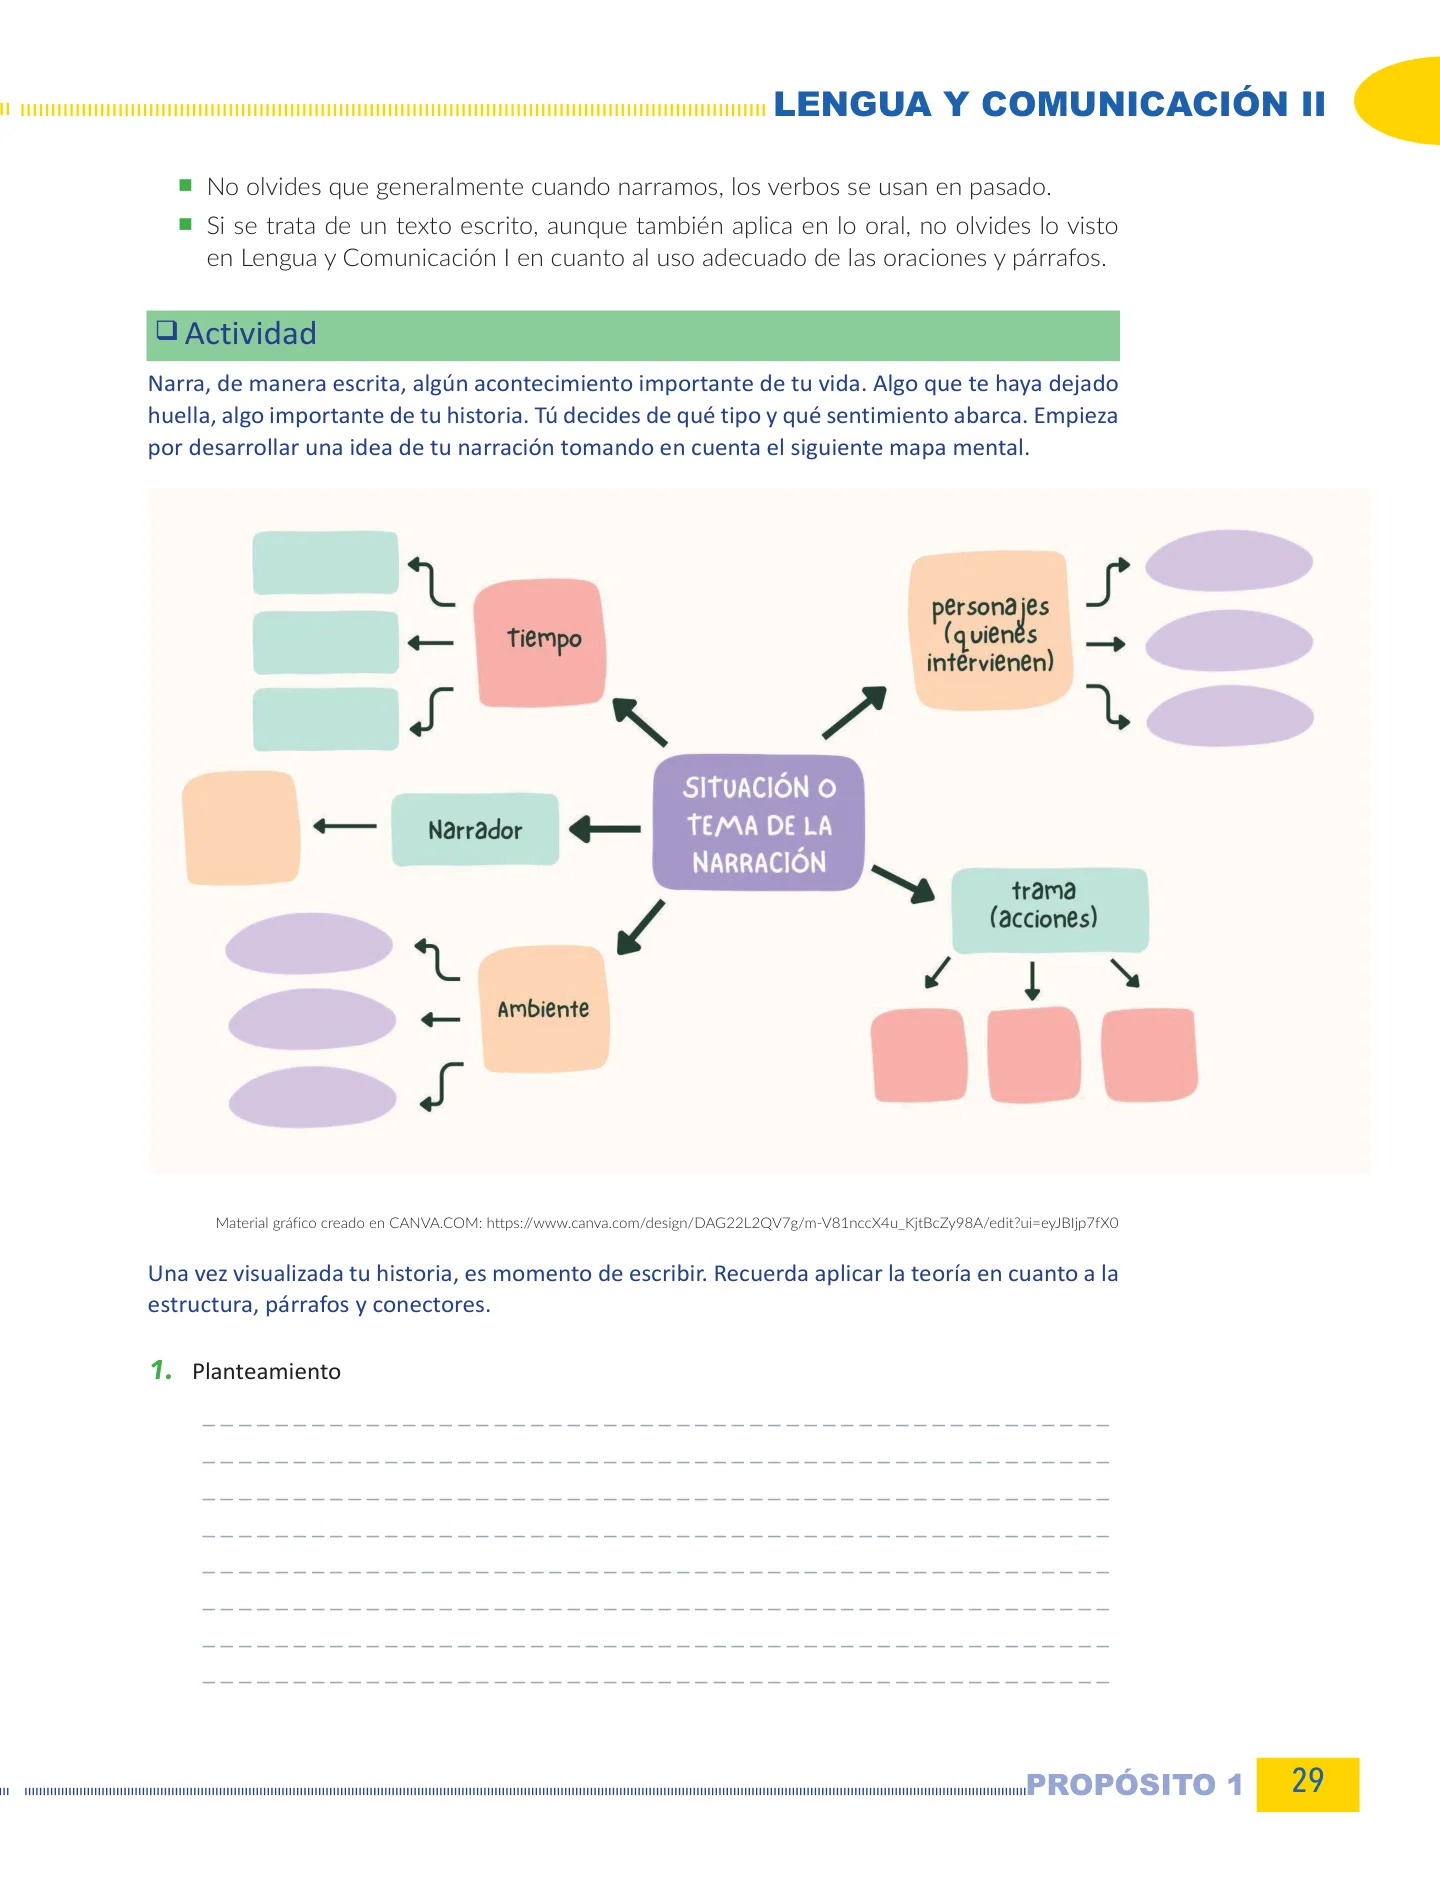 LENGUA Y COMUNICACIÓN II
No olvides que generalmente cuando narramos, los verbos se usan en pasado.
Si se trata de un texto escrito, aunque también aplica en lo oral, no olvides lo visto
en Lengua y Comunicación I en cuanto al uso adecuado de las oraciones y párrafos.
Actividad
Narra, de manera escrita, algún acontecimiento importante de tu vida. Algo que te haya dejado
huella, algo importante de tu historia. Tú decides de qué tipo y qué sentimiento abarca. Empieza
por desarrollar una idea de tu narración tomando en cuenta el siguiente mapa mental.
Tiempo
personajes
(quienes
intervienen)
SITUACIÓN O
TEMA DE LA
NARRACIÓN
Narrador
trama
(acciones)
Ambiente
Material gráfico creado en CANVA.COM: https://www.canva.com/design/DAG22L2QV7g/m-V81nccX4u_KjtBcZy98A/edit?ui=eyJBIjp7fX0
Una vez visualizada tu historia, es momento de escribir. Recuerda aplicar la teoría en cuanto a la
estructura, párrafos y conectores.
1. Planteamiento
PROPÓSITO 1 29